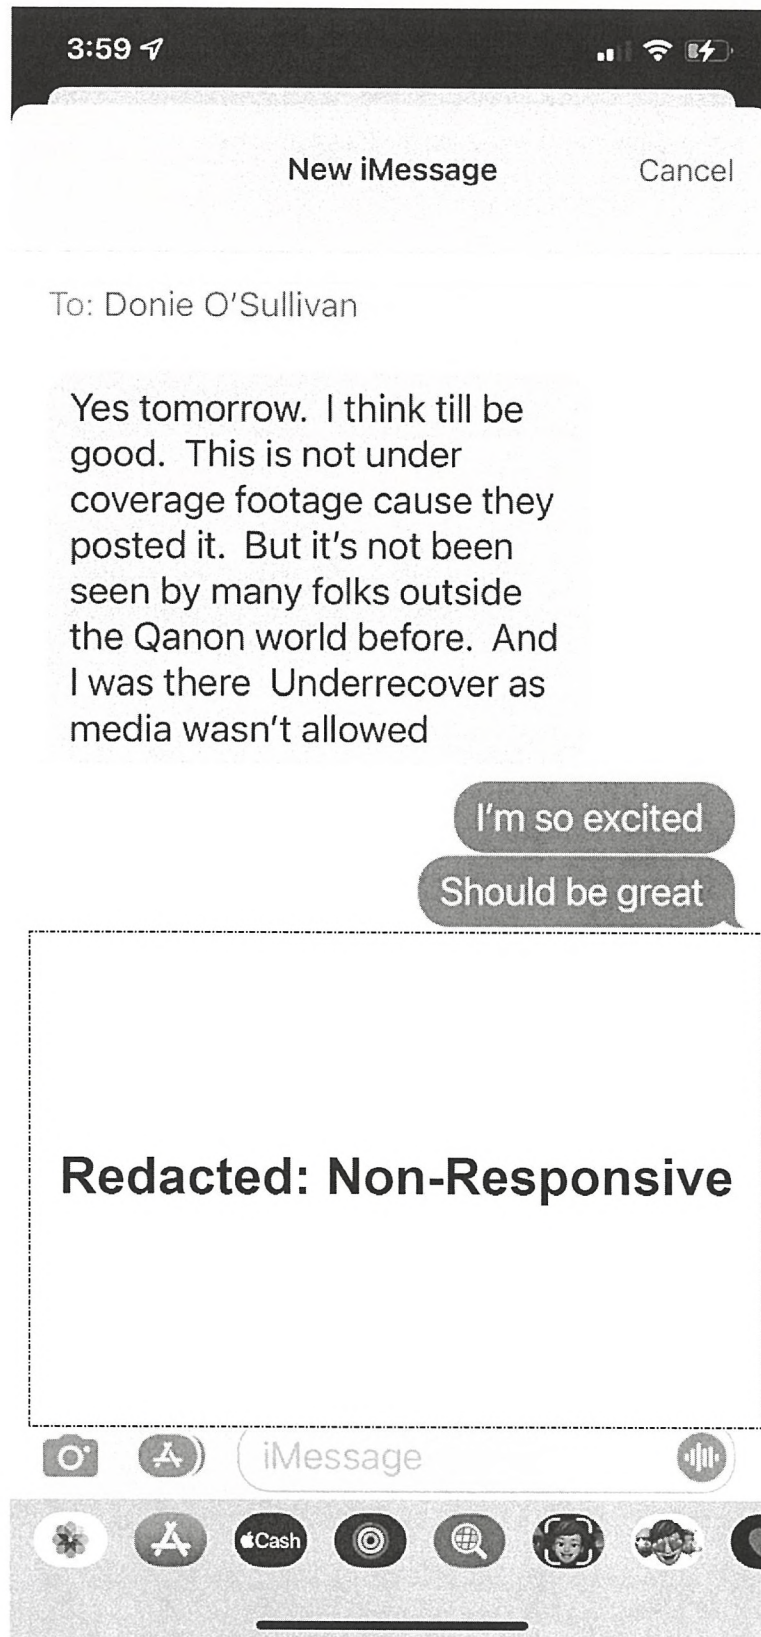 3:59
New iMessage
Cancel
To: Donie O'Sullivan
Yes tomorrow.  I think till be
good.  This is not under
coverage footage cause they
posted it.  But it's not been
seen by many folks outside
the Qanon world before.  And
I was there  Underrecover as
media wasn't allowed
I'm so excited
Should be great
Redacted: Non-Responsive
iMessage
Cash